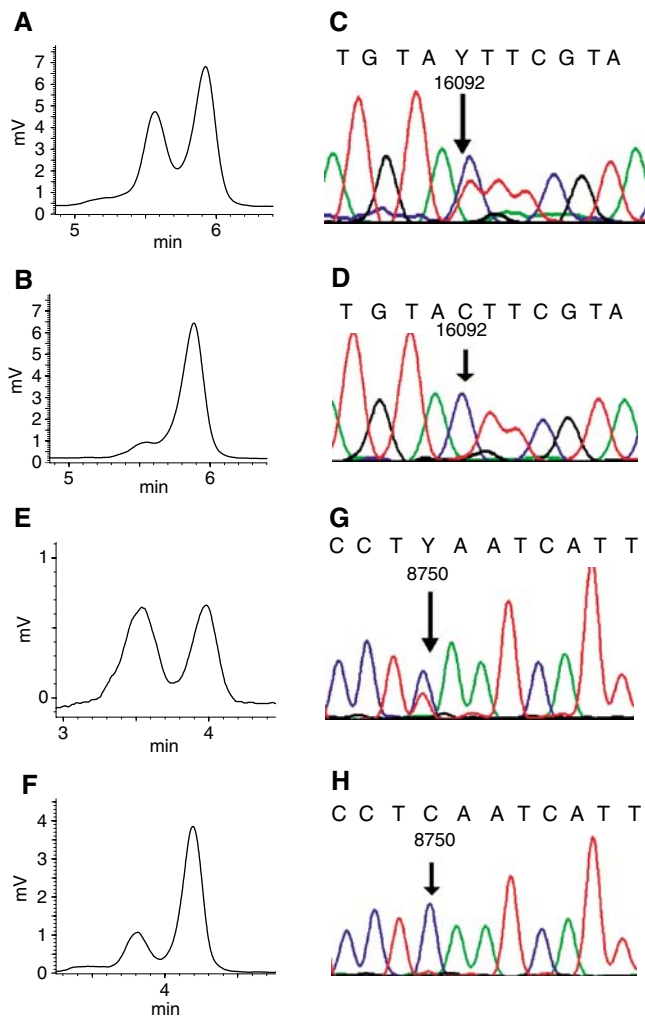 A
7
6
5
4
3
2
1
0
mV
5 6
min
C
T G T A Y T T C G T A
16092
B
7
6
5
4
3
2
1
0
mV
5 6
min
D
T G T A C T T C G T A
16092
E
1
0
mV
3 4
min
G
C C T Y A A T C A T T
8750
F
4
3
2
1
0
mV
4
min
H
C C T C A A T C A T T
8750